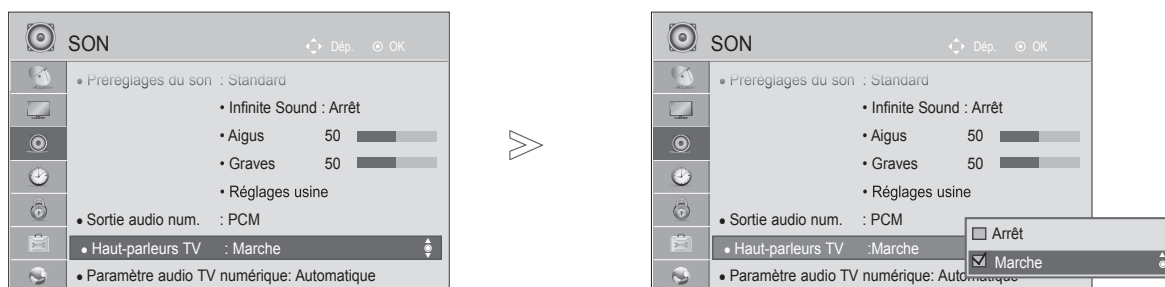 SON
Dép. OK
• Préréglages du son : Standard
• Infinite Sound : Arrêt
• Aigus 50
• Graves 50
• Réglages usine
• Sortie audio num. : PCM
• Haut-parleurs TV : Marche
• Paramètre audio TV numérique: Automatique
SON
Dép. OK
• Préréglages du son : Standard
• Infinite Sound : Arrêt
• Aigus 50
• Graves 50
• Réglages usine
• Sortie audio num. : PCM
• Haut-parleurs TV :Marche
Arrêt
Marche
• Paramètre audio TV numérique: Automatique